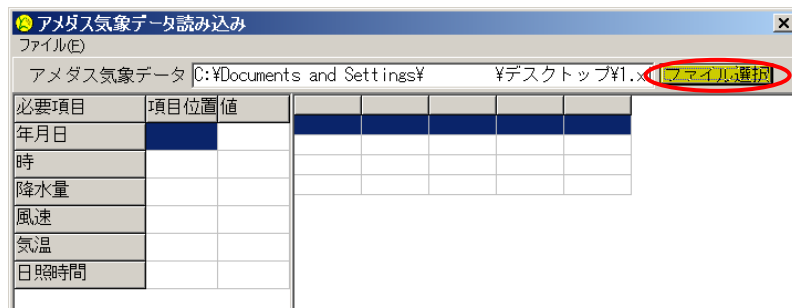 アメダス気象データ読み込み
ファイル(E)
アメダス気象データ C:¥Documents and Settings¥ ¥デスクトップ¥1.x ファイル選択
必要項目 項目位置 値
年月日
時
降水量
風速
気温
日照時間